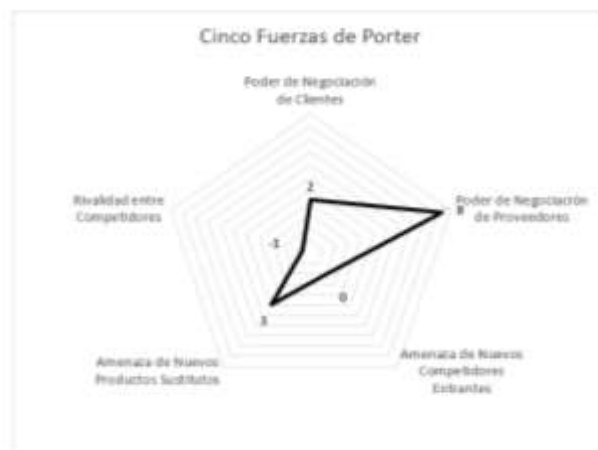 Cinco Fuerzas de Porter
Poder de Negociación
de Clientes
2
Rivalidad entre
Competidores
Poder de Negociación
de Proveedores
8
-1
0
3
Amenaza de Nuevos
Productos Sustitutos
Amenaza de Nuevos
Competidores
Entrantes